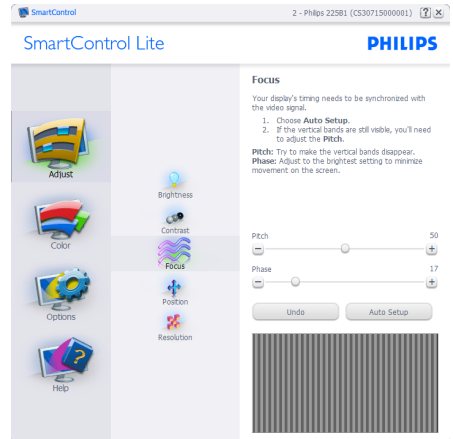 SmartControl
2 - Philips 225B1 (CS30715000001)
?
SmartControl Lite
PHILIPS
Adjust
Color
Options
?
Help
Brightness
Contrast
Focus
Position
Resolution
Focus
Your display's timing needs to be synchronized with
the video signal.
1. Choose Auto Setup.
2. If the vertical bands are still visible, you'll need
to adjust the Pitch.
Pitch: Try to make the vertical bands disappear.
Phase: Adjust to the brightest setting to minimize
movement on the screen.
Pitch 50
Phase 17
Undo Auto Setup